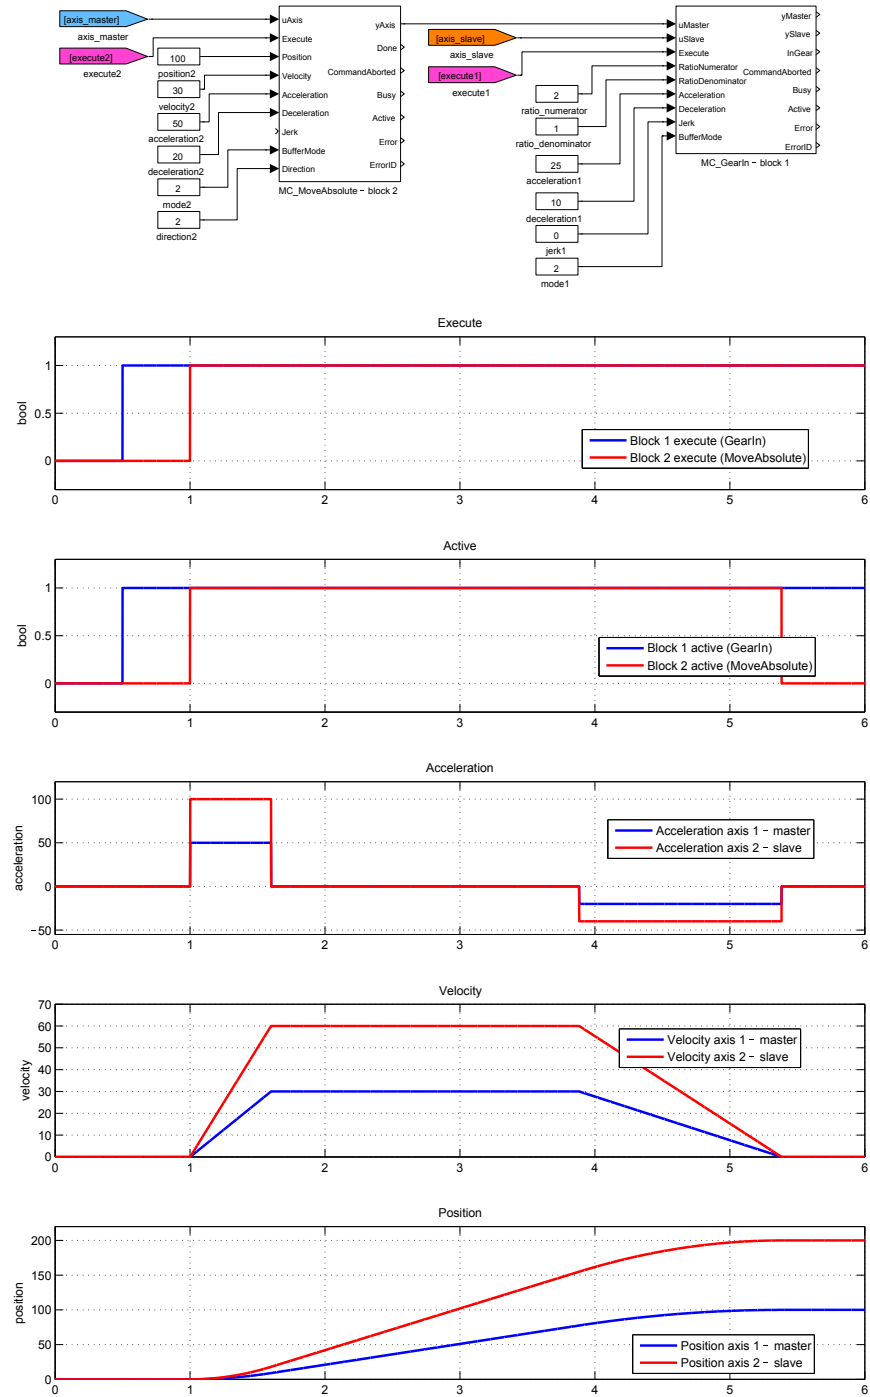 [axis_master]
axis_master
[execute2]
execute2
100
position2
30
velocity2
50
acceleration2
20
deceleration2
2
mode2
2
direction2
uAxis
Execute
Position
Velocity
Acceleration
Deceleration
Jerk
BufferMode
Direction
yAxis
Done
CommandAborted
Busy
Active
Error
ErrorID
MC_MoveAbsolute − block 2
[axis_slave]
axis_slave
[execute1]
execute1
2
ratio_numerator
1
ratio_denominator
25
acceleration1
10
deceleration1
0
jerk1
2
mode1
uMaster
uSlave
Execute
RatioNumerator
RatioDenominator
Acceleration
Deceleration
Jerk
BufferMode
yMaster
ySlave
InGear
CommandAborted
Busy
Active
Error
ErrorID
MC_GearIn − block 1
Execute
bool
1
0.5
0
Block 1 execute (GearIn)
Block 2 execute (MoveAbsolute)
0 1 2 3 4 5 6
Active
bool
1
0.5
0
Block 1 active (GearIn)
Block 2 active (MoveAbsolute)
0 1 2 3 4 5 6
Acceleration
acceleration
100
50
0
−50
Acceleration axis 1 − master
Acceleration axis 2 − slave
0 1 2 3 4 5 6
Velocity
velocity
70
60
50
40
30
20
10
0
Velocity axis 1 − master
Velocity axis 2 − slave
0 1 2 3 4 5 6
Position
position
200
150
100
50
0
Position axis 1 − master
Position axis 2 − slave
0 1 2 3 4 5 6